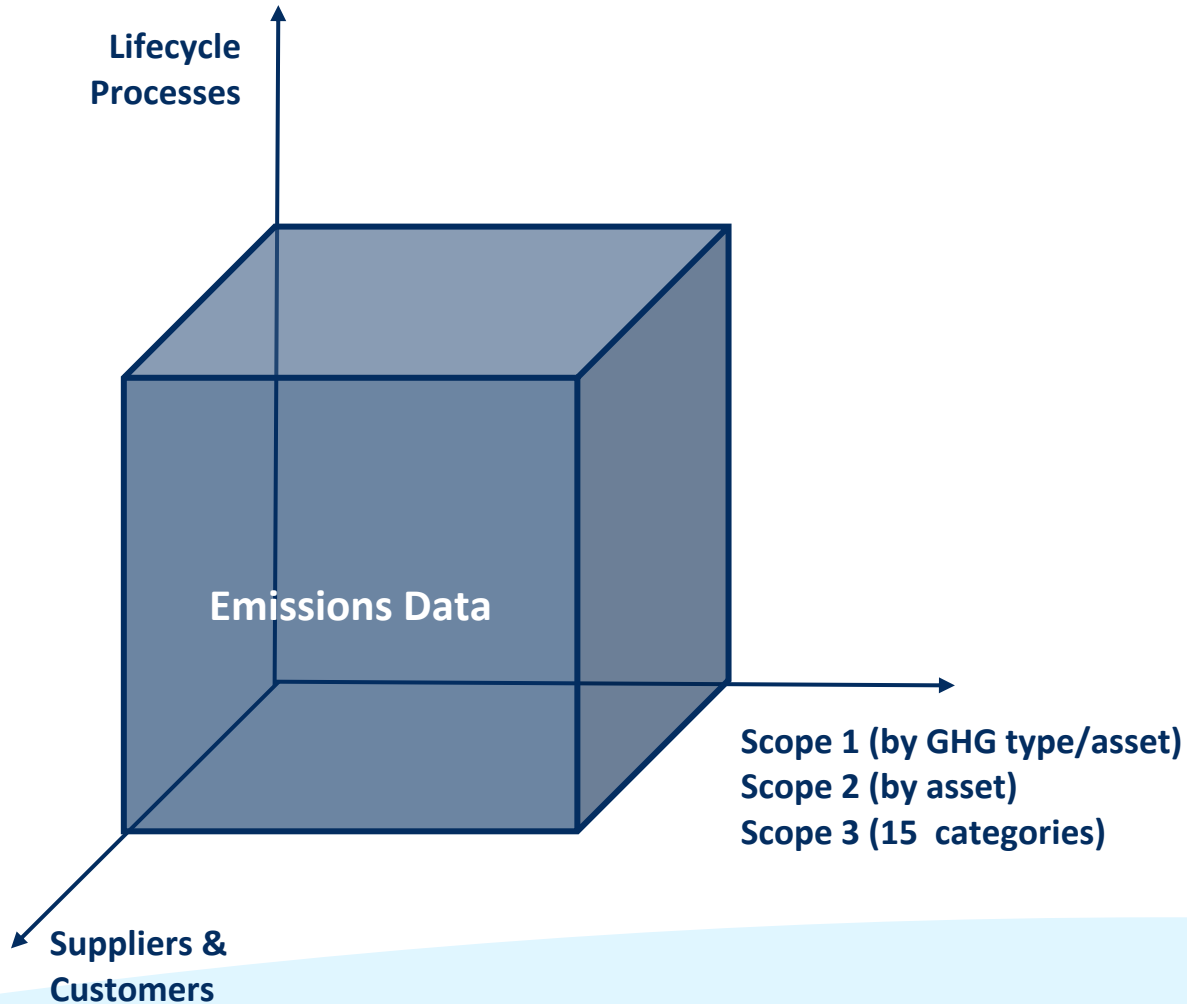 Lifecycle
Processes
Emissions Data
Scope 1 (by GHG type/asset)
Scope 2 (by asset)
Scope 3 (15 categories)
Suppliers &
Customers